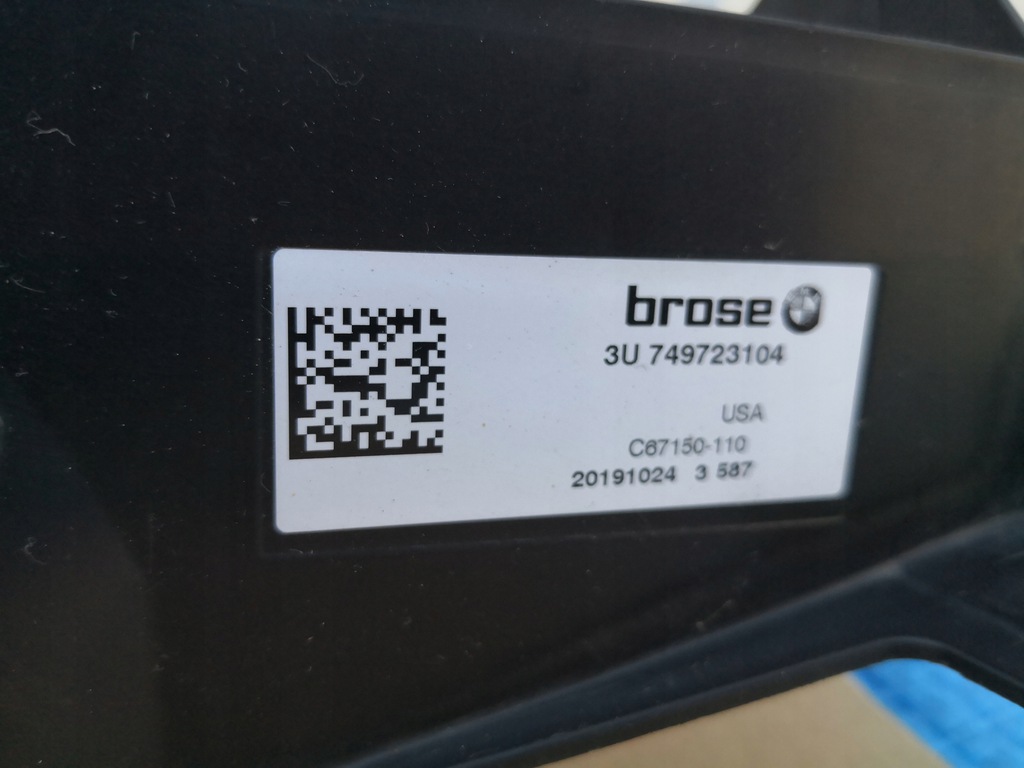 brose
3U 749723104
USA
C67150-110
20191024 3 587